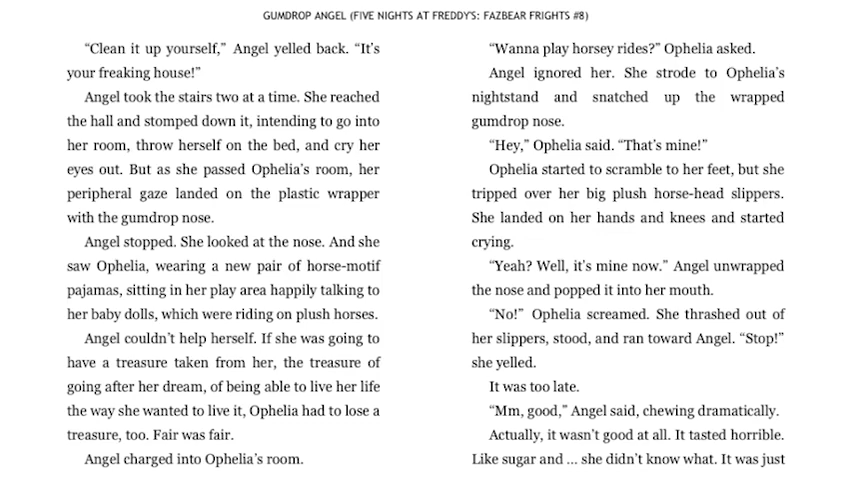 GUMDROP ANGEL (FIVE NIGHTS AT FREDDY'S: FAZBEAR FRIGHTS #8)
“Clean it up yourself,” Angel yelled back. “It’s
your freaking house!”
Angel took the stairs two at a time. She reached
the hall and stomped down it, intending to go into
her room, throw herself on the bed, and cry her
eyes out. But as she passed Ophelia’s room, her
peripheral gaze landed on the plastic wrapper
with the gumdrop nose.
Angel stopped. She looked at the nose. And she
saw Ophelia, wearing a new pair of horse-motif
pajamas, sitting in her play area happily talking to
her baby dolls, which were riding on plush horses.
Angel couldn’t help herself. If she was going to
have a treasure taken from her, the treasure of
going after her dream, of being able to live her life
the way she wanted to live it, Ophelia had to lose a
treasure, too. Fair was fair.
Angel charged into Ophelia’s room.
“Wanna play horsey rides?” Ophelia asked.
Angel ignored her. She strode to Ophelia’s
nightstand and snatched up the wrapped
gumdrop nose.
“Hey,” Ophelia said. “That’s mine!”
Ophelia started to scramble to her feet, but she
tripped over her big plush horse-head slippers.
She landed on her hands and knees and started
crying.
“Yeah? Well, it’s mine now.” Angel unwrapped
the nose and popped it into her mouth.
“No!” Ophelia screamed. She thrashed out of
her slippers, stood, and ran toward Angel. “Stop!”
she yelled.
It was too late.
“Mm, good,” Angel said, chewing dramatically.
Actually, it wasn’t good at all. It tasted horrible.
Like sugar and ... she didn’t know what. It was just